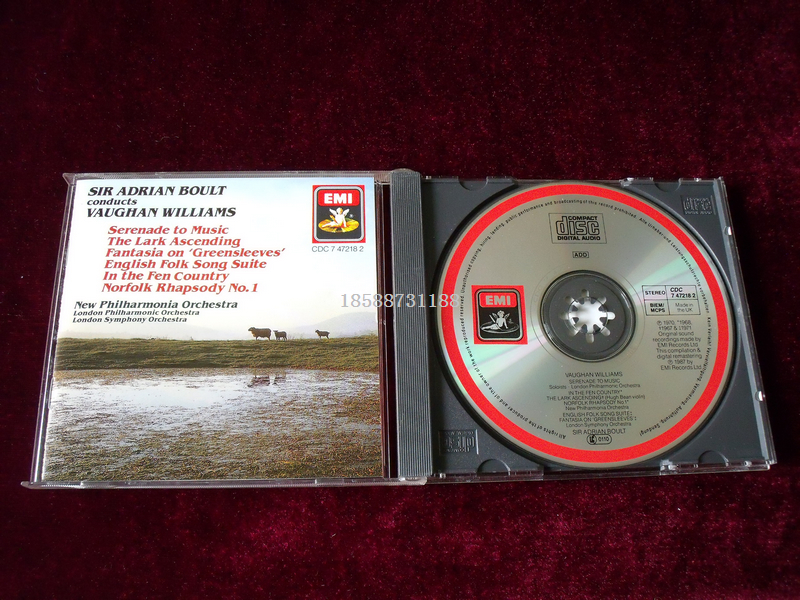 SIR ADRIAN BOULT
conducts
VAUGHAN WILLIAMS
Serenade to Music
The Lark Ascending
Fantasia on 'Greensleeves'
English Folk Song Suite
In the Fen Country
Norfolk Rhapsody No. 1
New Philharmonia Orchestra
London Philharmonic Orchestra
London Symphony Orchestra
EMI
CDC 7 47218 2
18588731188
COMPACT
disc
DIGITAL AUDIO
ADD
EMI
STEREO
CDC
7 47218 2
BIEM/
MCPS
Made in
the UK
℗ 1970, *1968,
†1967 & ‡1971
Original sound
recordings made by
EMI Records Ltd.
This compilation &
digital remastering
℗ 1987 by
EMI Records Ltd.
VAUGHAN WILLIAMS
SERENADE TO MUSIC
Soloists · London Philharmonic Orchestra
IN THE FEN COUNTRY*
THE LARK ASCENDING† (Hugh Bean: violin)
NORFOLK RHAPSODY No.1*
New Philharmonia Orchestra
ENGLISH FOLK SONG SUITE‡
FANTASIA ON "GREENSLEEVES"‡
London Symphony Orchestra
SIR ADRIAN BOULT
0110